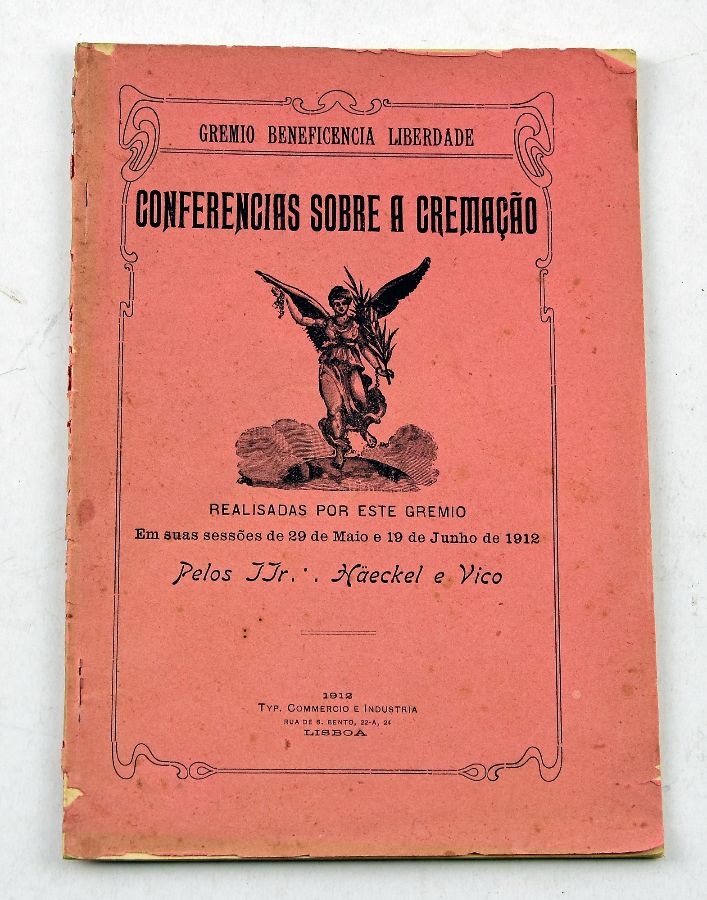 GREMIO BENEFICENCIA LIBERDADE
CONFERENCIAS SOBRE A CREMAÇÃO
REALISADAS POR ESTE GREMIO
Em suas sessões de 29 de Maio e 19 de Junho de 1912
Pelos IIr.·. Häeckel e Vico
1912
TYP. COMMERCIO E INDUSTRIA
RUA DE S. BENTO, 22-A, 24
LISBOA